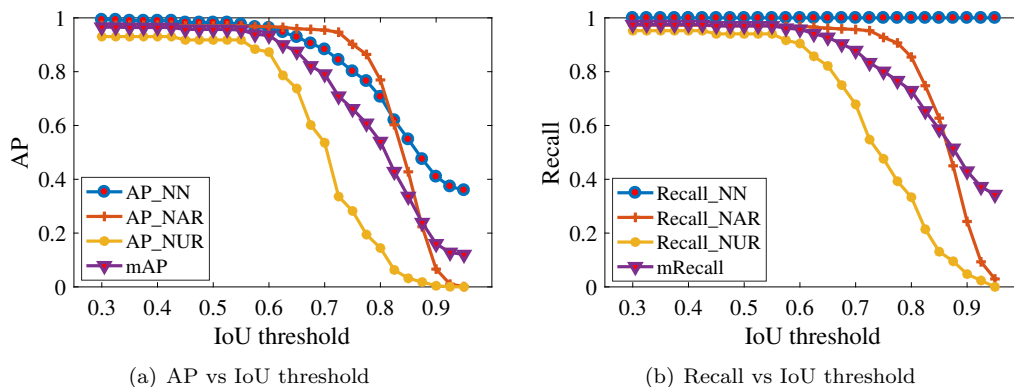 1
0.8
0.6
0.4
0.2
0
AP
AP_NN
AP_NAR
AP_NUR
mAP
0.3 0.4 0.5 0.6 0.7 0.8 0.9
IoU threshold
(a) AP vs IoU threshold
1
0.8
0.6
0.4
0.2
0
Recall
Recall_NN
Recall_NAR
Recall_NUR
mRecall
0.3 0.4 0.5 0.6 0.7 0.8 0.9
IoU threshold
(b) Recall vs IoU threshold